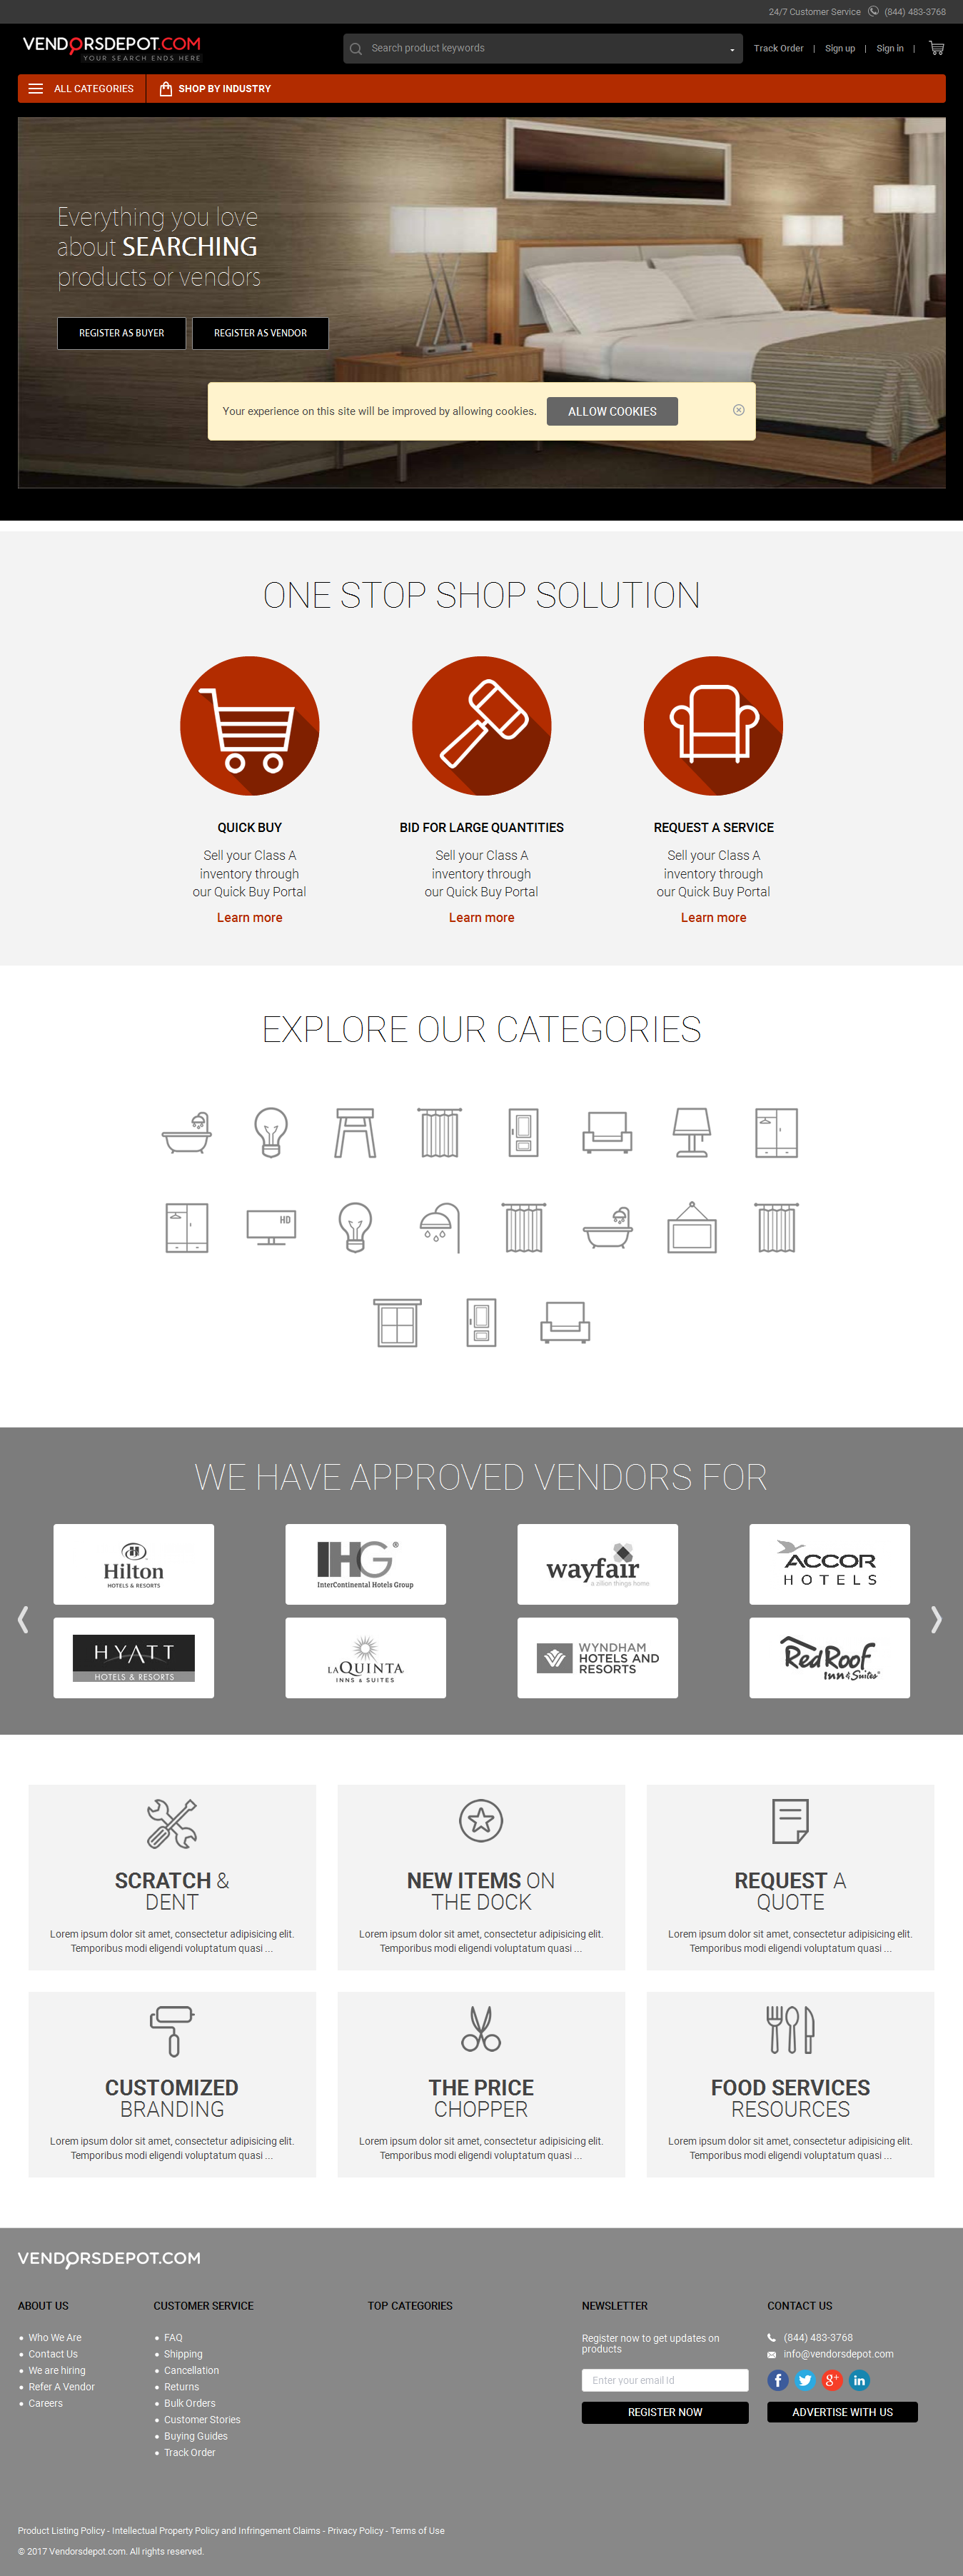 24/7 Customer Service (844) 483-3768
VENDORSDEPOT.COM
YOUR SEARCH ENDS HERE
Search product keywords
Track Order | Sign up | Sign in |
ALL CATEGORIES
SHOP BY INDUSTRY
Everything you love
about SEARCHING
products or vendors
REGISTER AS BUYER
REGISTER AS VENDOR
Your experience on this site will be improved by allowing cookies.
ALLOW COOKIES
ONE STOP SHOP SOLUTION
QUICK BUY
Sell your Class A
inventory through
our Quick Buy Portal
Learn more
BID FOR LARGE QUANTITIES
Sell your Class A
inventory through
our Quick Buy Portal
Learn more
REQUEST A SERVICE
Sell your Class A
inventory through
our Quick Buy Portal
Learn more
EXPLORE OUR CATEGORIES
HD
WE HAVE APPROVED VENDORS FOR
Hilton
HOTELS & RESORTS
IHG®
InterContinental Hotels Group
wayfair
a zillion things home
ACCOR
HOTELS
HYATT
HOTELS & RESORTS
LAQUINTA
INNS & SUITES
WYNDHAM
HOTELS AND
RESORTS
Red Roof
Inn & Suites®
SCRATCH &
DENT
Lorem ipsum dolor sit amet, consectetur adipisicing elit.
Temporibus modi eligendi voluptatum quasi ...
NEW ITEMS ON
THE DOCK
Lorem ipsum dolor sit amet, consectetur adipisicing elit.
Temporibus modi eligendi voluptatum quasi ...
REQUEST A
QUOTE
Lorem ipsum dolor sit amet, consectetur adipisicing elit.
Temporibus modi eligendi voluptatum quasi ...
CUSTOMIZED
BRANDING
Lorem ipsum dolor sit amet, consectetur adipisicing elit.
Temporibus modi eligendi voluptatum quasi ...
THE PRICE
CHOPPER
Lorem ipsum dolor sit amet, consectetur adipisicing elit.
Temporibus modi eligendi voluptatum quasi ...
FOOD SERVICES
RESOURCES
Lorem ipsum dolor sit amet, consectetur adipisicing elit.
Temporibus modi eligendi voluptatum quasi ...
VENDORSDEPOT.COM
ABOUT US
Who We Are
Contact Us
We are hiring
Refer A Vendor
Careers
CUSTOMER SERVICE
FAQ
Shipping
Cancellation
Returns
Bulk Orders
Customer Stories
Buying Guides
Track Order
TOP CATEGORIES
NEWSLETTER
Register now to get updates on
products
Enter your email Id
REGISTER NOW
CONTACT US
(844) 483-3768
info@vendorsdepot.com
f g+ in
ADVERTISE WITH US
Product Listing Policy - Intellectual Property Policy and Infringement Claims - Privacy Policy - Terms of Use
© 2017 Vendorsdepot.com. All rights reserved.